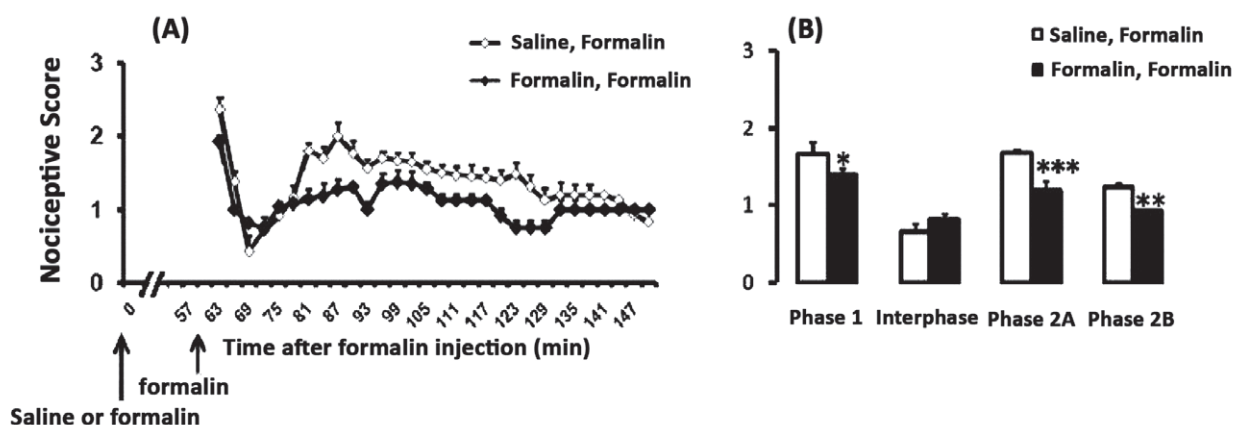 (A)
Saline, Formalin
Formalin, Formalin
Nociceptive Score
3
2
1
0
0 57 63 69 75 81 87 93 99 105 111 117 123 129 135 141 147
Time after formalin injection (min)
formalin
Saline or formalin
(B)
Saline, Formalin
Formalin, Formalin
3
2
1
0
* *** **
Phase 1 Interphase Phase 2A Phase 2B